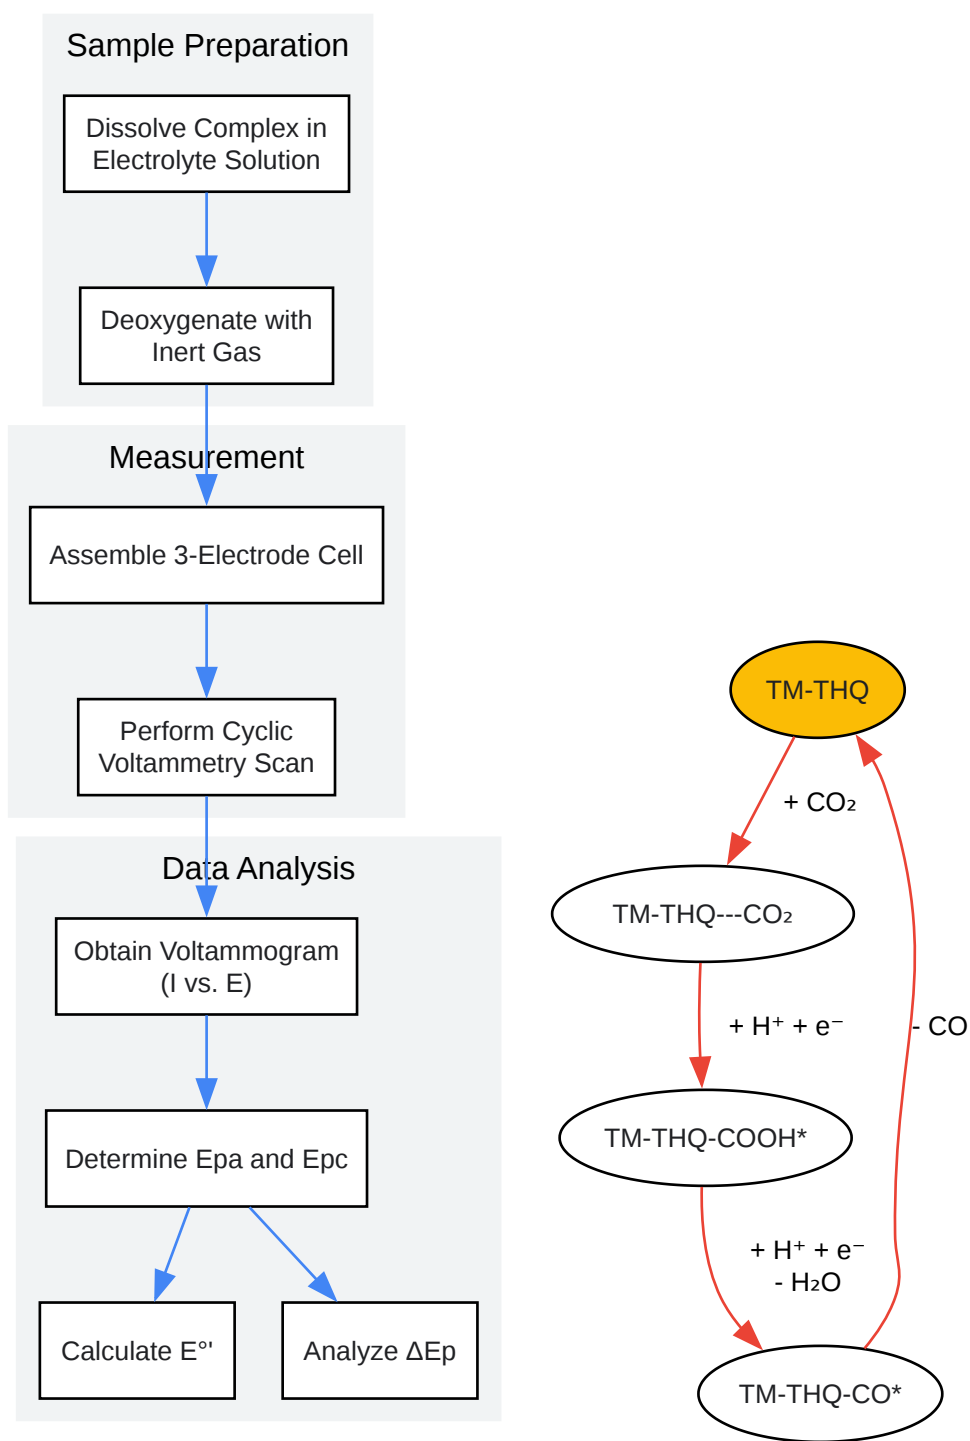 Sample Preparation
Dissolve Complex in
Electrolyte Solution
Deoxygenate with
Inert Gas
Measurement
Assemble 3-Electrode Cell
Perform Cyclic
Voltammetry Scan
Data Analysis
Obtain Voltammogram
(I vs. E)
Determine Epa and Epc
Calculate E°'
Analyze ΔEp
TM-THQ
+ CO₂
TM-THQ---CO₂
+ H⁺ + e⁻
- CO
TM-THQ-COOH*
+ H⁺ + e⁻
- H₂O
TM-THQ-CO*